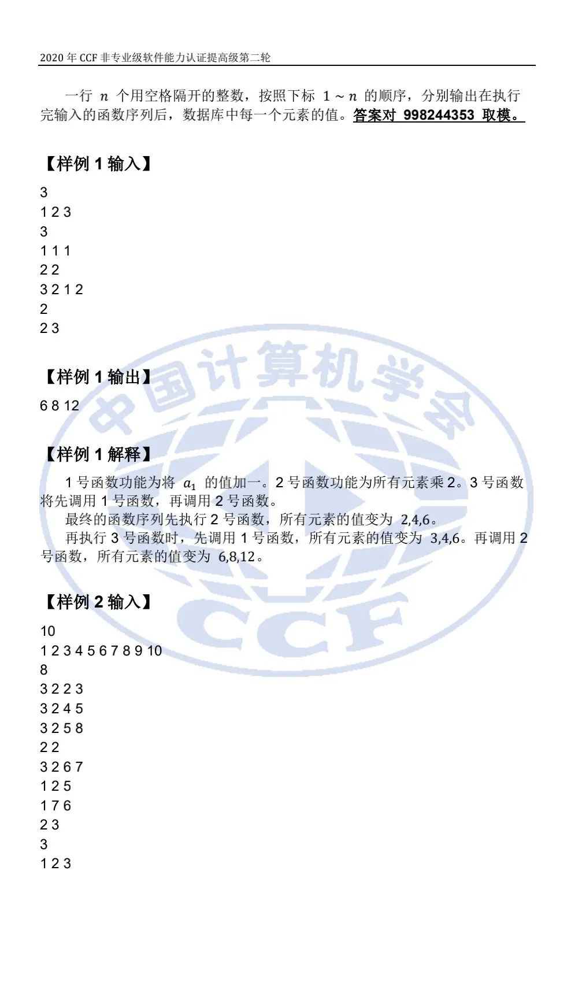 2020 年 CCF 非专业级软件能力认证提高级第二轮
一行 n 个用空格隔开的整数，按照下标 1 ~ n 的顺序，分别输出在执行
完输入的函数序列后，数据库中每一个元素的值。答案对 998244353 取模。
【样例 1 输入】
3
1 2 3
3
1 1 1
2 2
3 2 1 2
2
2 3
【样例 1 输出】
6 8 12
【样例 1 解释】
1 号函数功能为将 a₁ 的值加一。2 号函数功能为所有元素乘 2。3 号函数
将先调用 1 号函数，再调用 2 号函数。
最终的函数序列先执行 2 号函数，所有元素的值变为 2,4,6。
再执行 3 号函数时，先调用 1 号函数，所有元素的值变为 3,4,6。再调用 2
号函数，所有元素的值变为 6,8,12。
【样例 2 输入】
10
1 2 3 4 5 6 7 8 9 10
8
3 2 2 3
3 2 4 5
3 2 5 8
2 2
3 2 6 7
1 2 5
1 7 6
2 3
3
1 2 3
中国计算机学会
CCF